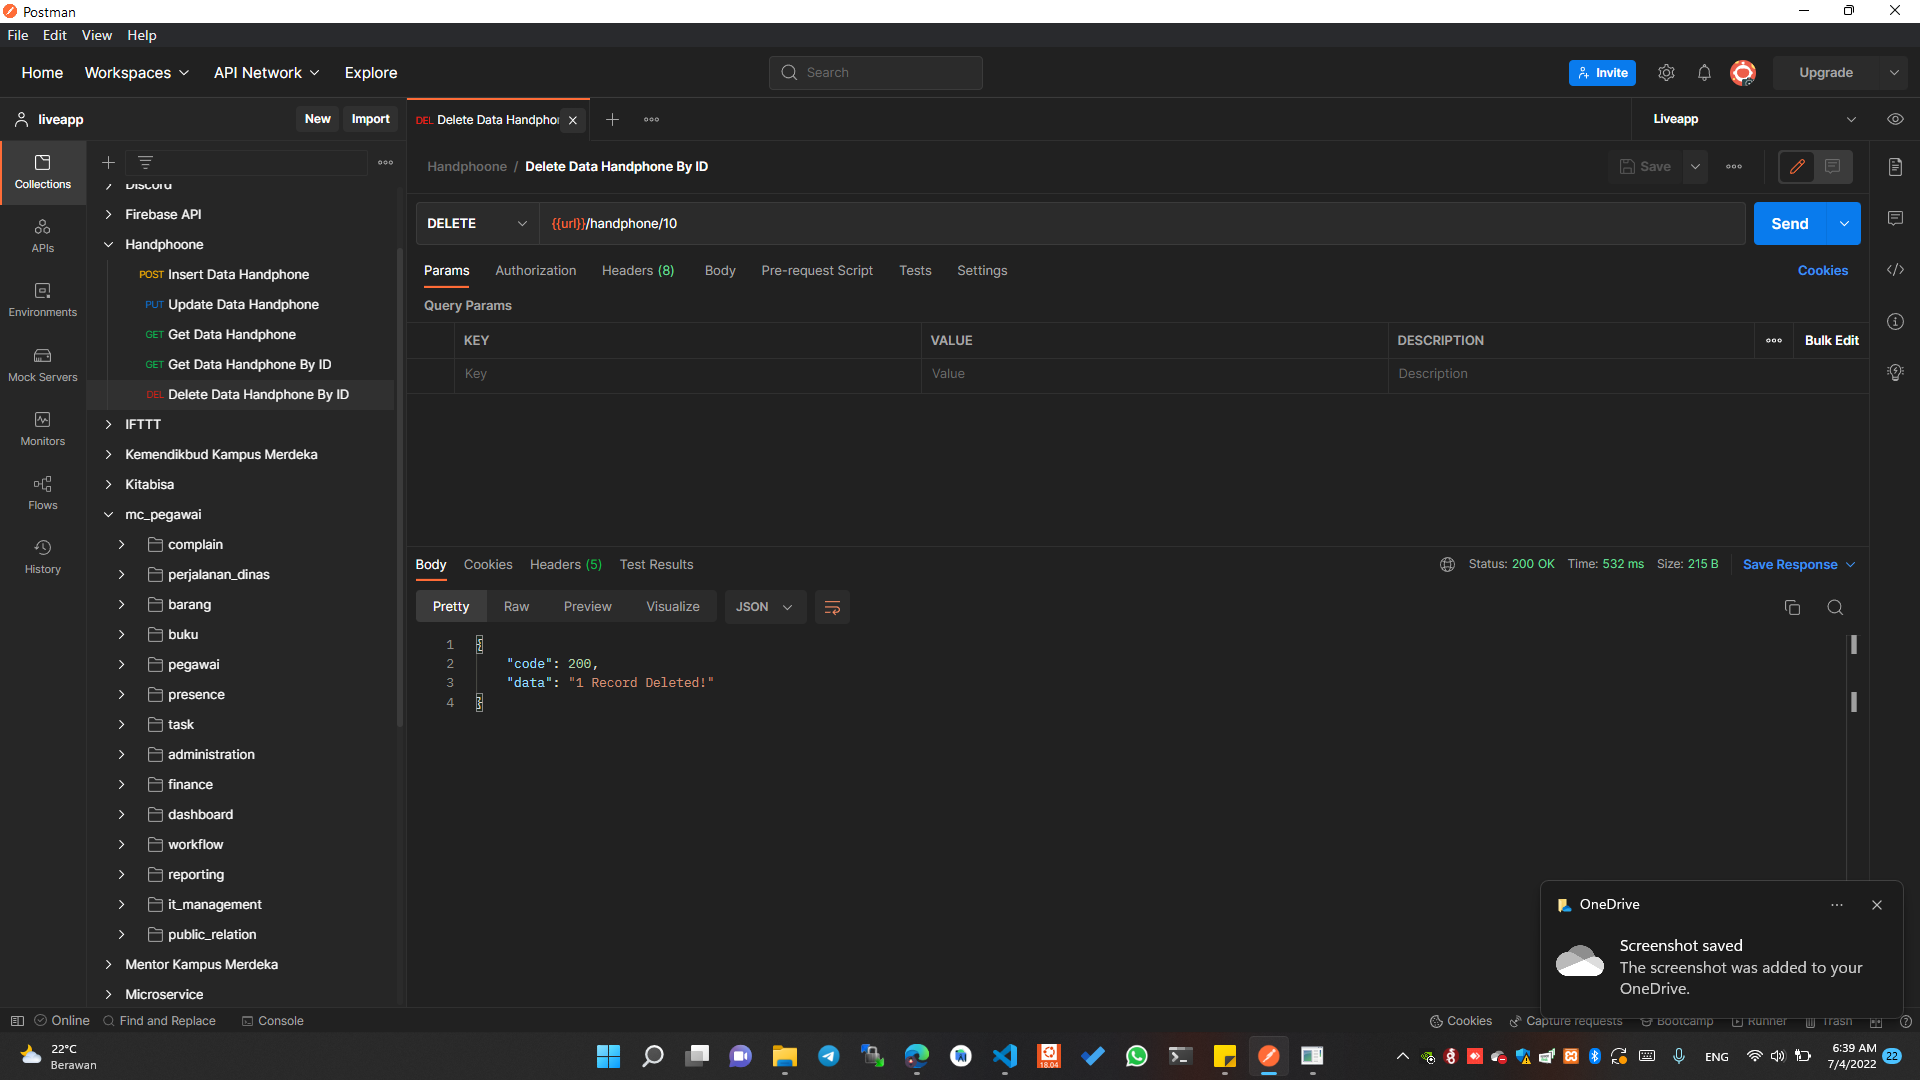 Postman
File Edit View Help
Home Workspaces API Network Explore
Search
Invite
Upgrade
liveapp
New Import
DEL Delete Data Handpho
Liveapp
Collections
APIs
Environments
Mock Servers
Monitors
Flows
History
Discord
Firebase API
Handphoone
POST Insert Data Handphone
PUT Update Data Handphone
GET Get Data Handphone
GET Get Data Handphone By ID
DEL Delete Data Handphone By ID
IFTTT
Kemendikbud Kampus Merdeka
Kitabisa
mc_pegawai
complain
perjalanan_dinas
barang
buku
pegawai
presence
task
administration
finance
dashboard
workflow
reporting
it_management
public_relation
Mentor Kampus Merdeka
Microservice
Handphoone / Delete Data Handphone By ID
Save
DELETE {{url}}/handphone/10
Send
Params Authorization Headers (8) Body Pre-request Script Tests Settings
Cookies
Query Params
KEY VALUE DESCRIPTION
Bulk Edit
Key Value Description
Body Cookies Headers (5) Test Results
Status: 200 OK Time: 532 ms Size: 215 B
Save Response
Pretty Raw Preview Visualize JSON
1 {
2 "code": 200,
3 "data": "1 Record Deleted!"
4 }
OneDrive
Screenshot saved
The screenshot was added to your
OneDrive.
Online Find and Replace Console
Cookies Capture requests Bootcamp Runner Trash
22°C
Berawan
18.04
ENG
6:39 AM
7/4/2022
22